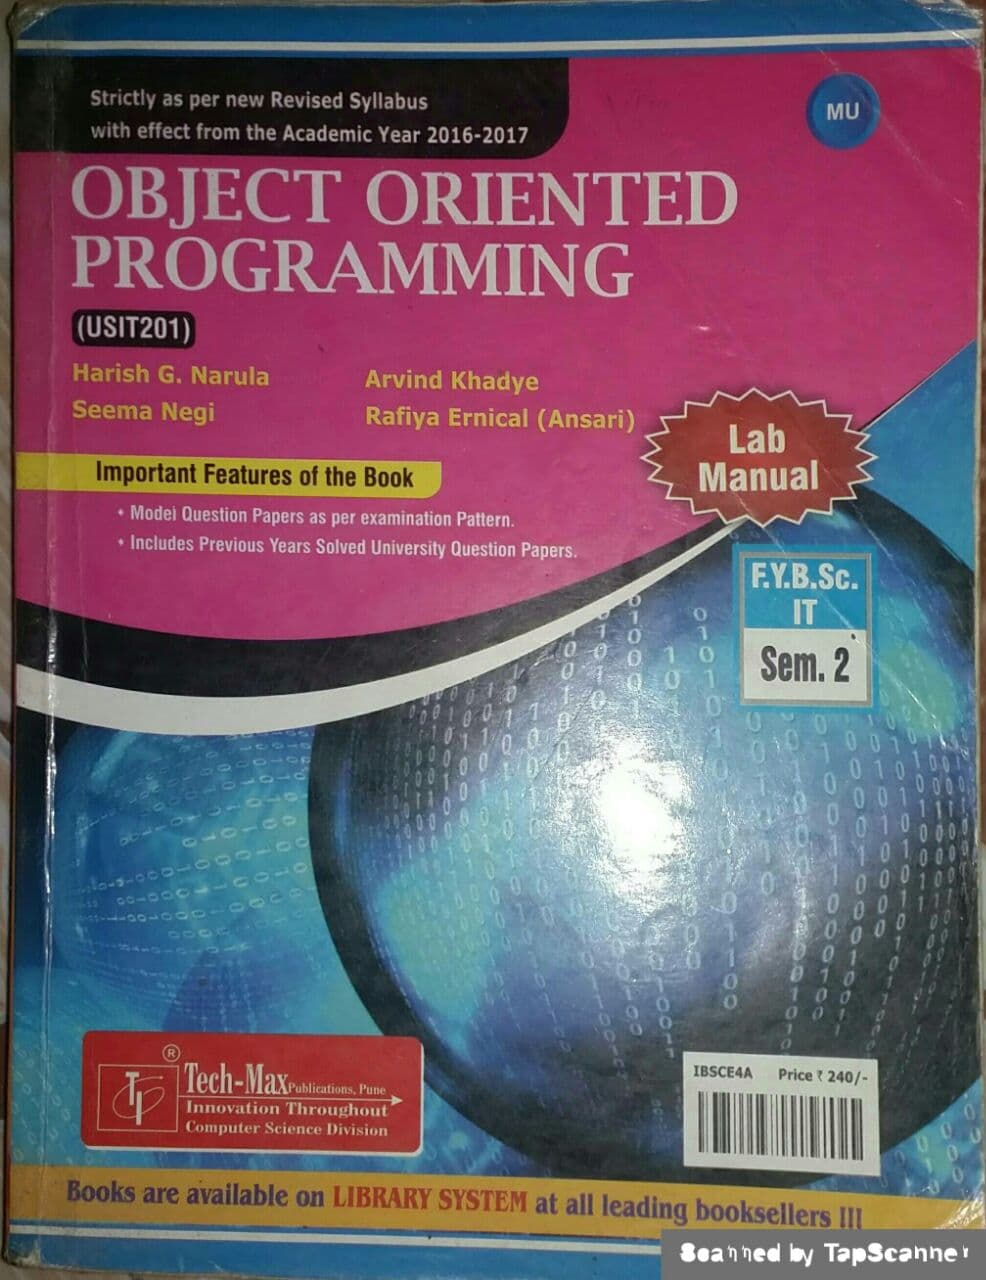 Strictly as per new Revised Syllabus
with effect from the Academic Year 2016-2017
MU
OBJECT ORIENTED
PROGRAMMING
(USIT201)
Harish G. Narula
Arvind Khadye
Seema Negi
Rafiya Ernical (Ansari)
Lab
Manual
Important Features of the Book
• Model Question Papers as per examination Pattern.
• Includes Previous Years Solved University Question Papers.
F.Y.B.Sc.
IT
Sem. 2
®
Tech-Max Publications, Pune
Innovation Throughout
Computer Science Division
IBSCE4A Price ₹ 240/-
Books are available on LIBRARY SYSTEM at all leading booksellers !!!
Scanned by TapScanner